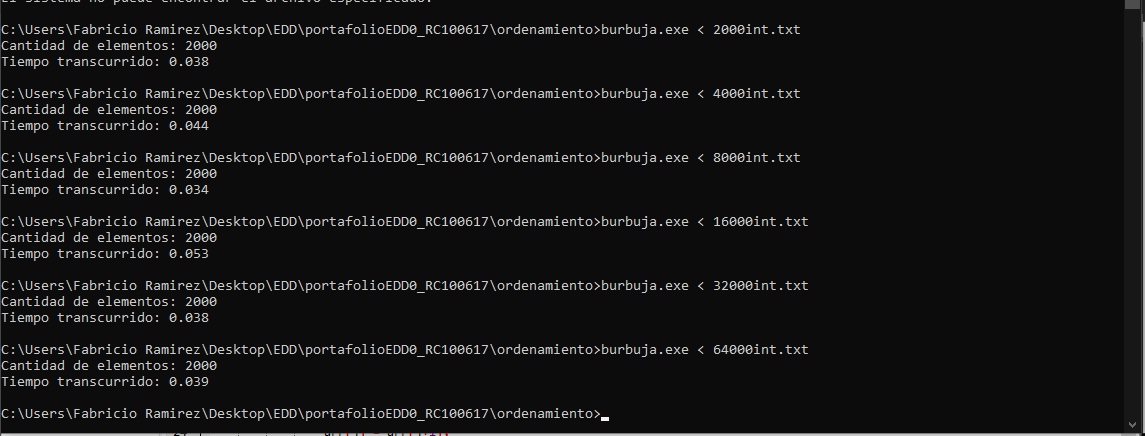 El sistema no puede encontrar el archivo especificado.
C:\Users\Fabricio Ramirez\Desktop\EDD\portafolioEDD0_RC100617\ordenamiento>burbuja.exe < 2000int.txt
Cantidad de elementos: 2000
Tiempo transcurrido: 0.038
C:\Users\Fabricio Ramirez\Desktop\EDD\portafolioEDD0_RC100617\ordenamiento>burbuja.exe < 4000int.txt
Cantidad de elementos: 2000
Tiempo transcurrido: 0.044
C:\Users\Fabricio Ramirez\Desktop\EDD\portafolioEDD0_RC100617\ordenamiento>burbuja.exe < 8000int.txt
Cantidad de elementos: 2000
Tiempo transcurrido: 0.034
C:\Users\Fabricio Ramirez\Desktop\EDD\portafolioEDD0_RC100617\ordenamiento>burbuja.exe < 16000int.txt
Cantidad de elementos: 2000
Tiempo transcurrido: 0.053
C:\Users\Fabricio Ramirez\Desktop\EDD\portafolioEDD0_RC100617\ordenamiento>burbuja.exe < 32000int.txt
Cantidad de elementos: 2000
Tiempo transcurrido: 0.038
C:\Users\Fabricio Ramirez\Desktop\EDD\portafolioEDD0_RC100617\ordenamiento>burbuja.exe < 64000int.txt
Cantidad de elementos: 2000
Tiempo transcurrido: 0.039
C:\Users\Fabricio Ramirez\Desktop\EDD\portafolioEDD0_RC100617\ordenamiento>